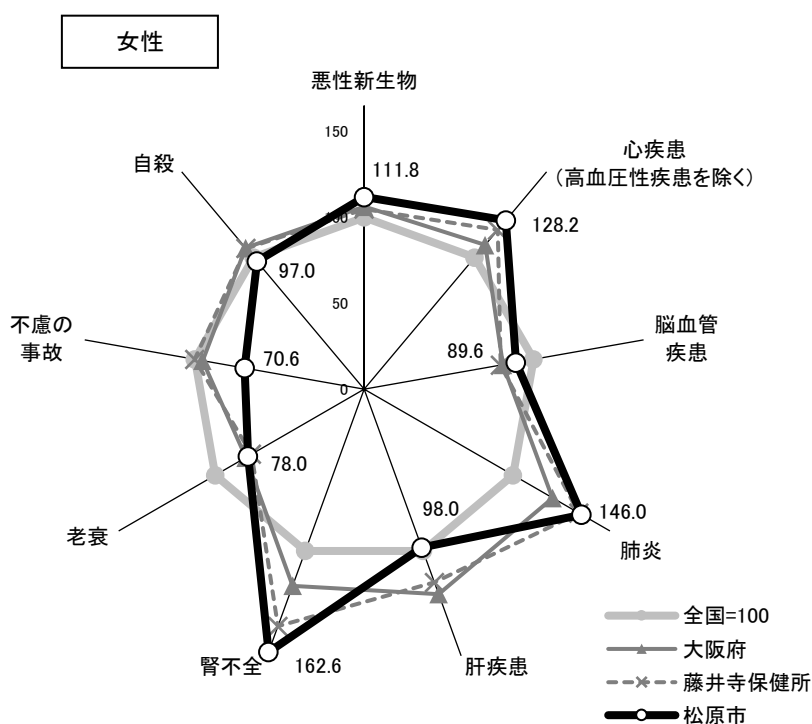 女性
悪性新生物
自殺
心疾患
（高血圧性疾患を除く）
150
111.8
128.2
100
97.0
不慮の
事故
脳血管
疾患
50
89.6
70.6
0
78.0
老衰
98.0
146.0
肺炎
腎不全
162.6
肝疾患
全国=100
大阪府
藤井寺保健所
松原市